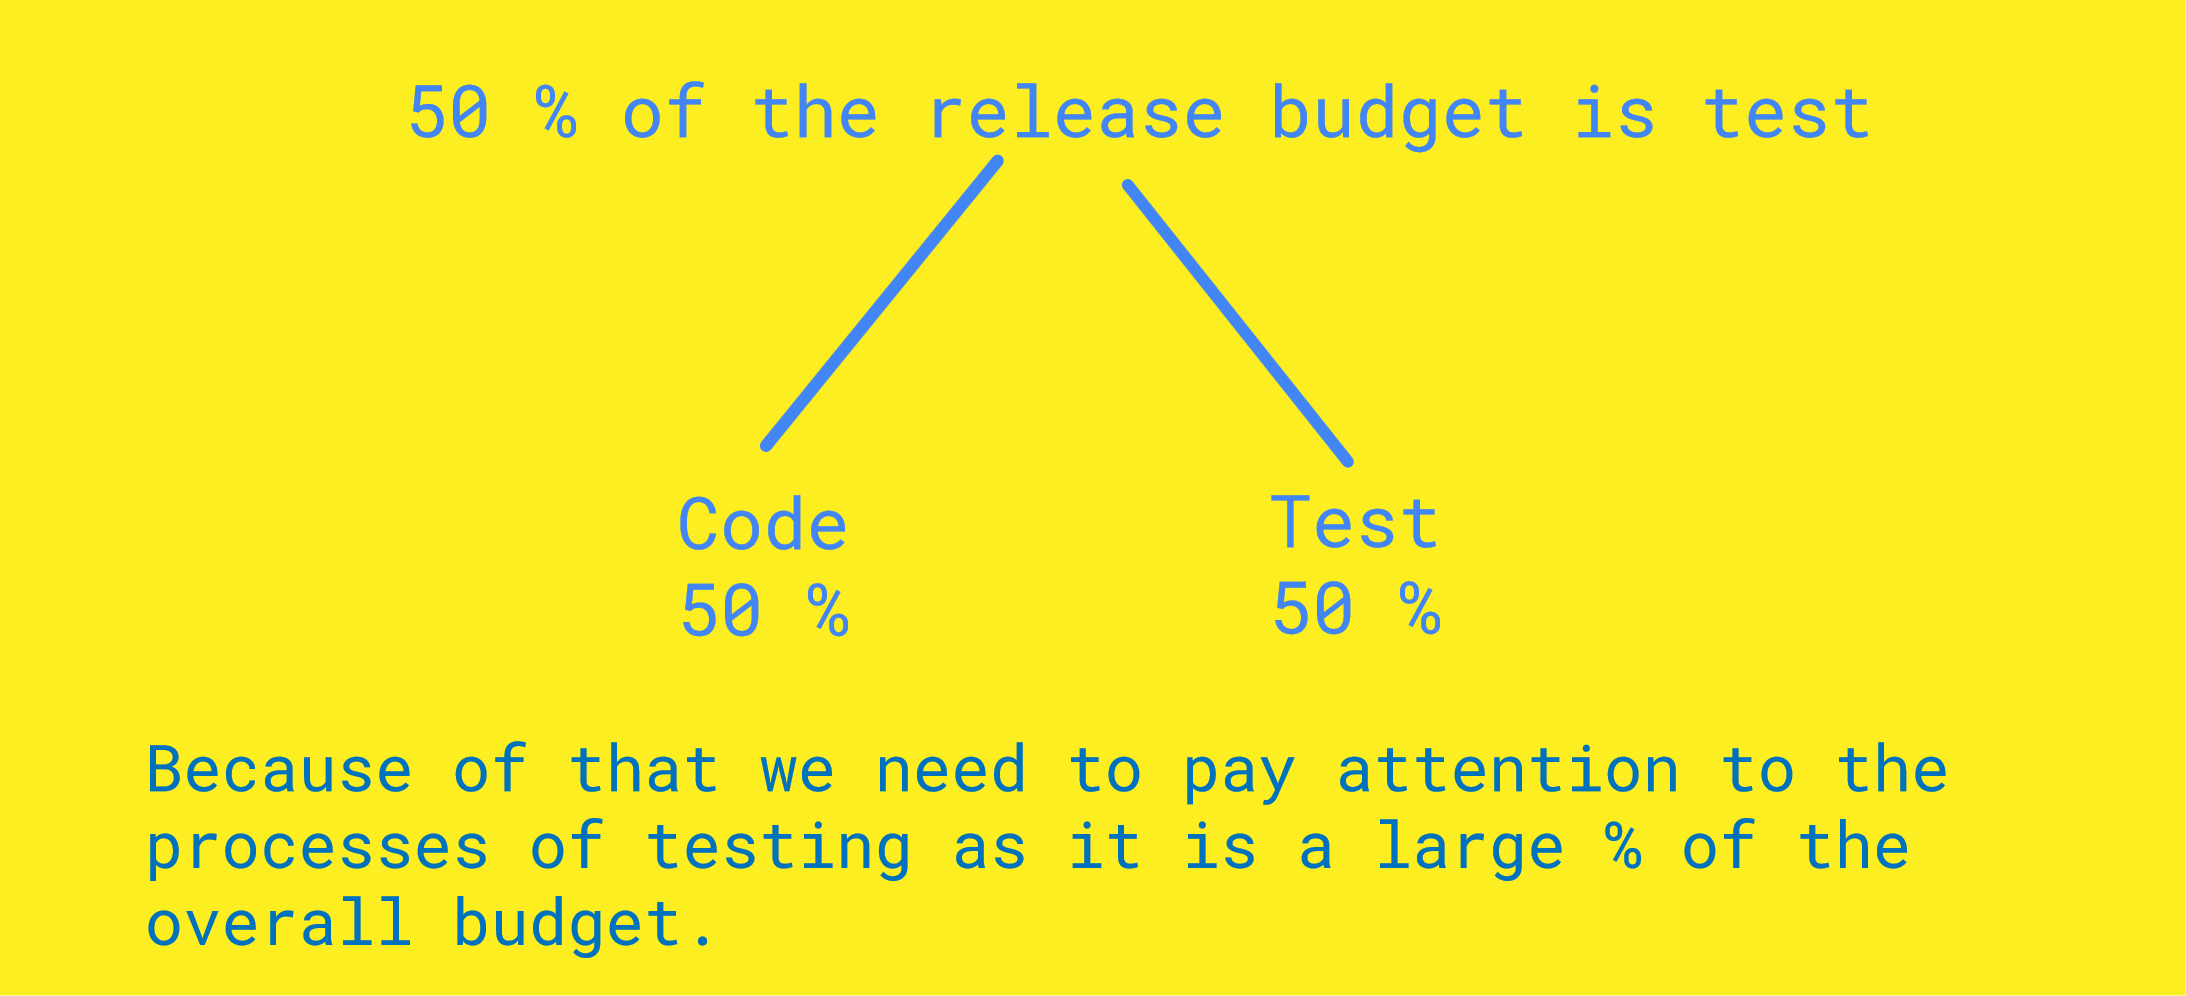 50 % of the release budget is test
Code
50 %
Test
50 %
Because of that we need to pay attention to the
processes of testing as it is a large % of the
overall budget.